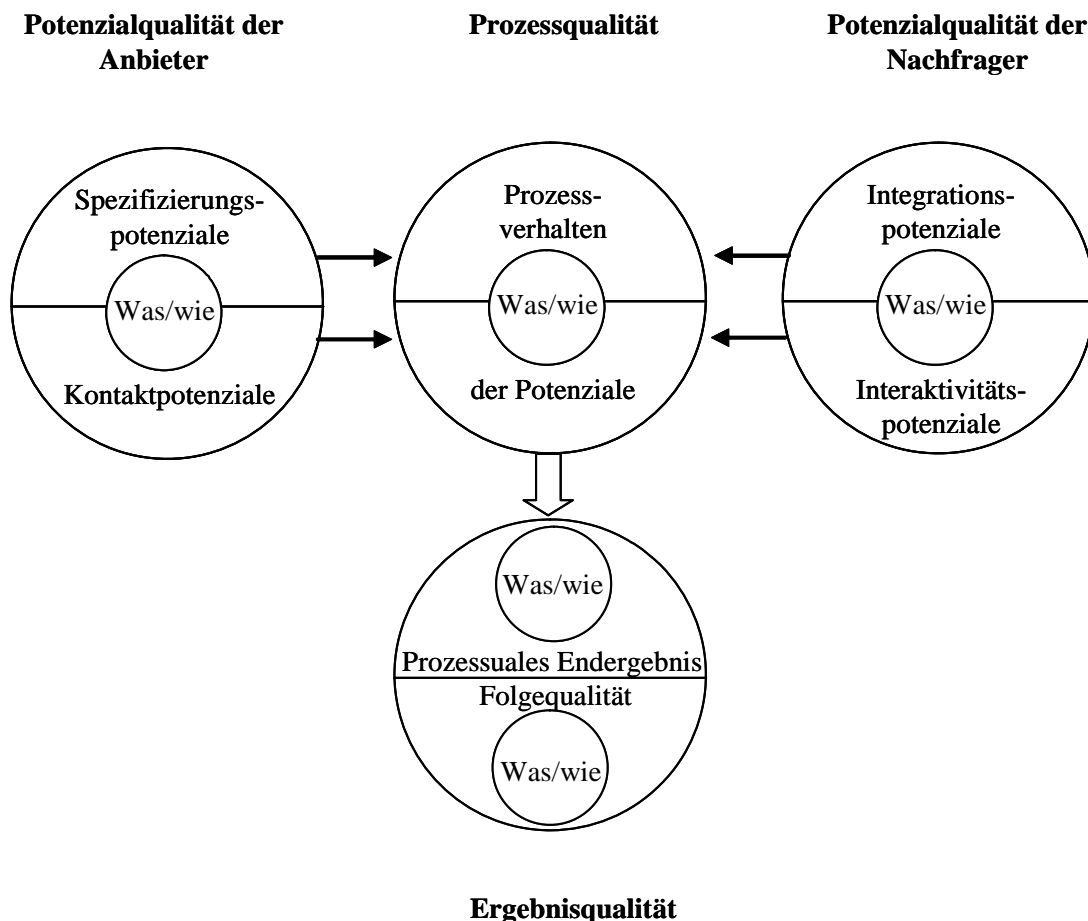 Potenzialqualität der
Anbieter
Prozessqualität
Potenzialqualität der
Nachfrager
Spezifizierungs-
potenziale
Was/wie
Kontaktpotenziale
Prozess-
verhalten
Was/wie
der Potenziale
Integrations-
potenziale
Was/wie
Interaktivitäts-
potenziale
Was/wie
Prozessuales Endergebnis
Folgequalität
Was/wie
Ergebnisqualität